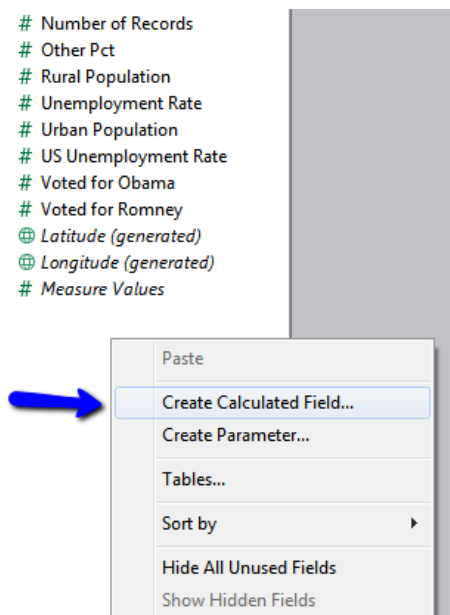 # Number of Records
# Other Pct
# Rural Population
# Unemployment Rate
# Urban Population
# US Unemployment Rate
# Voted for Obama
# Voted for Romney
Latitude (generated)
Longitude (generated)
# Measure Values
Paste
Create Calculated Field...
Create Parameter...
Tables...
Sort by
Hide All Unused Fields
Show Hidden Fields